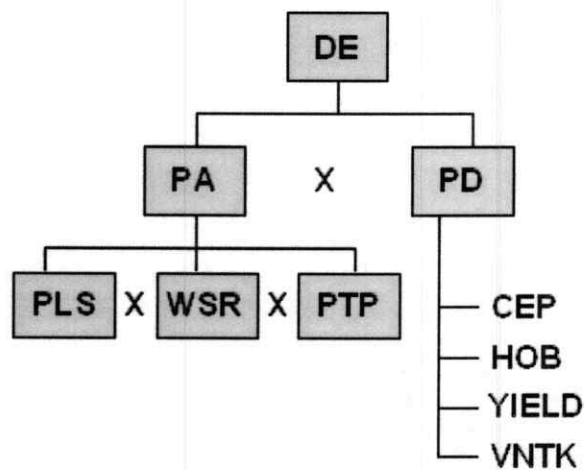 DE
PA X PD
PLS X WSR X PTP
CEP
HOB
YIELD
VNTK